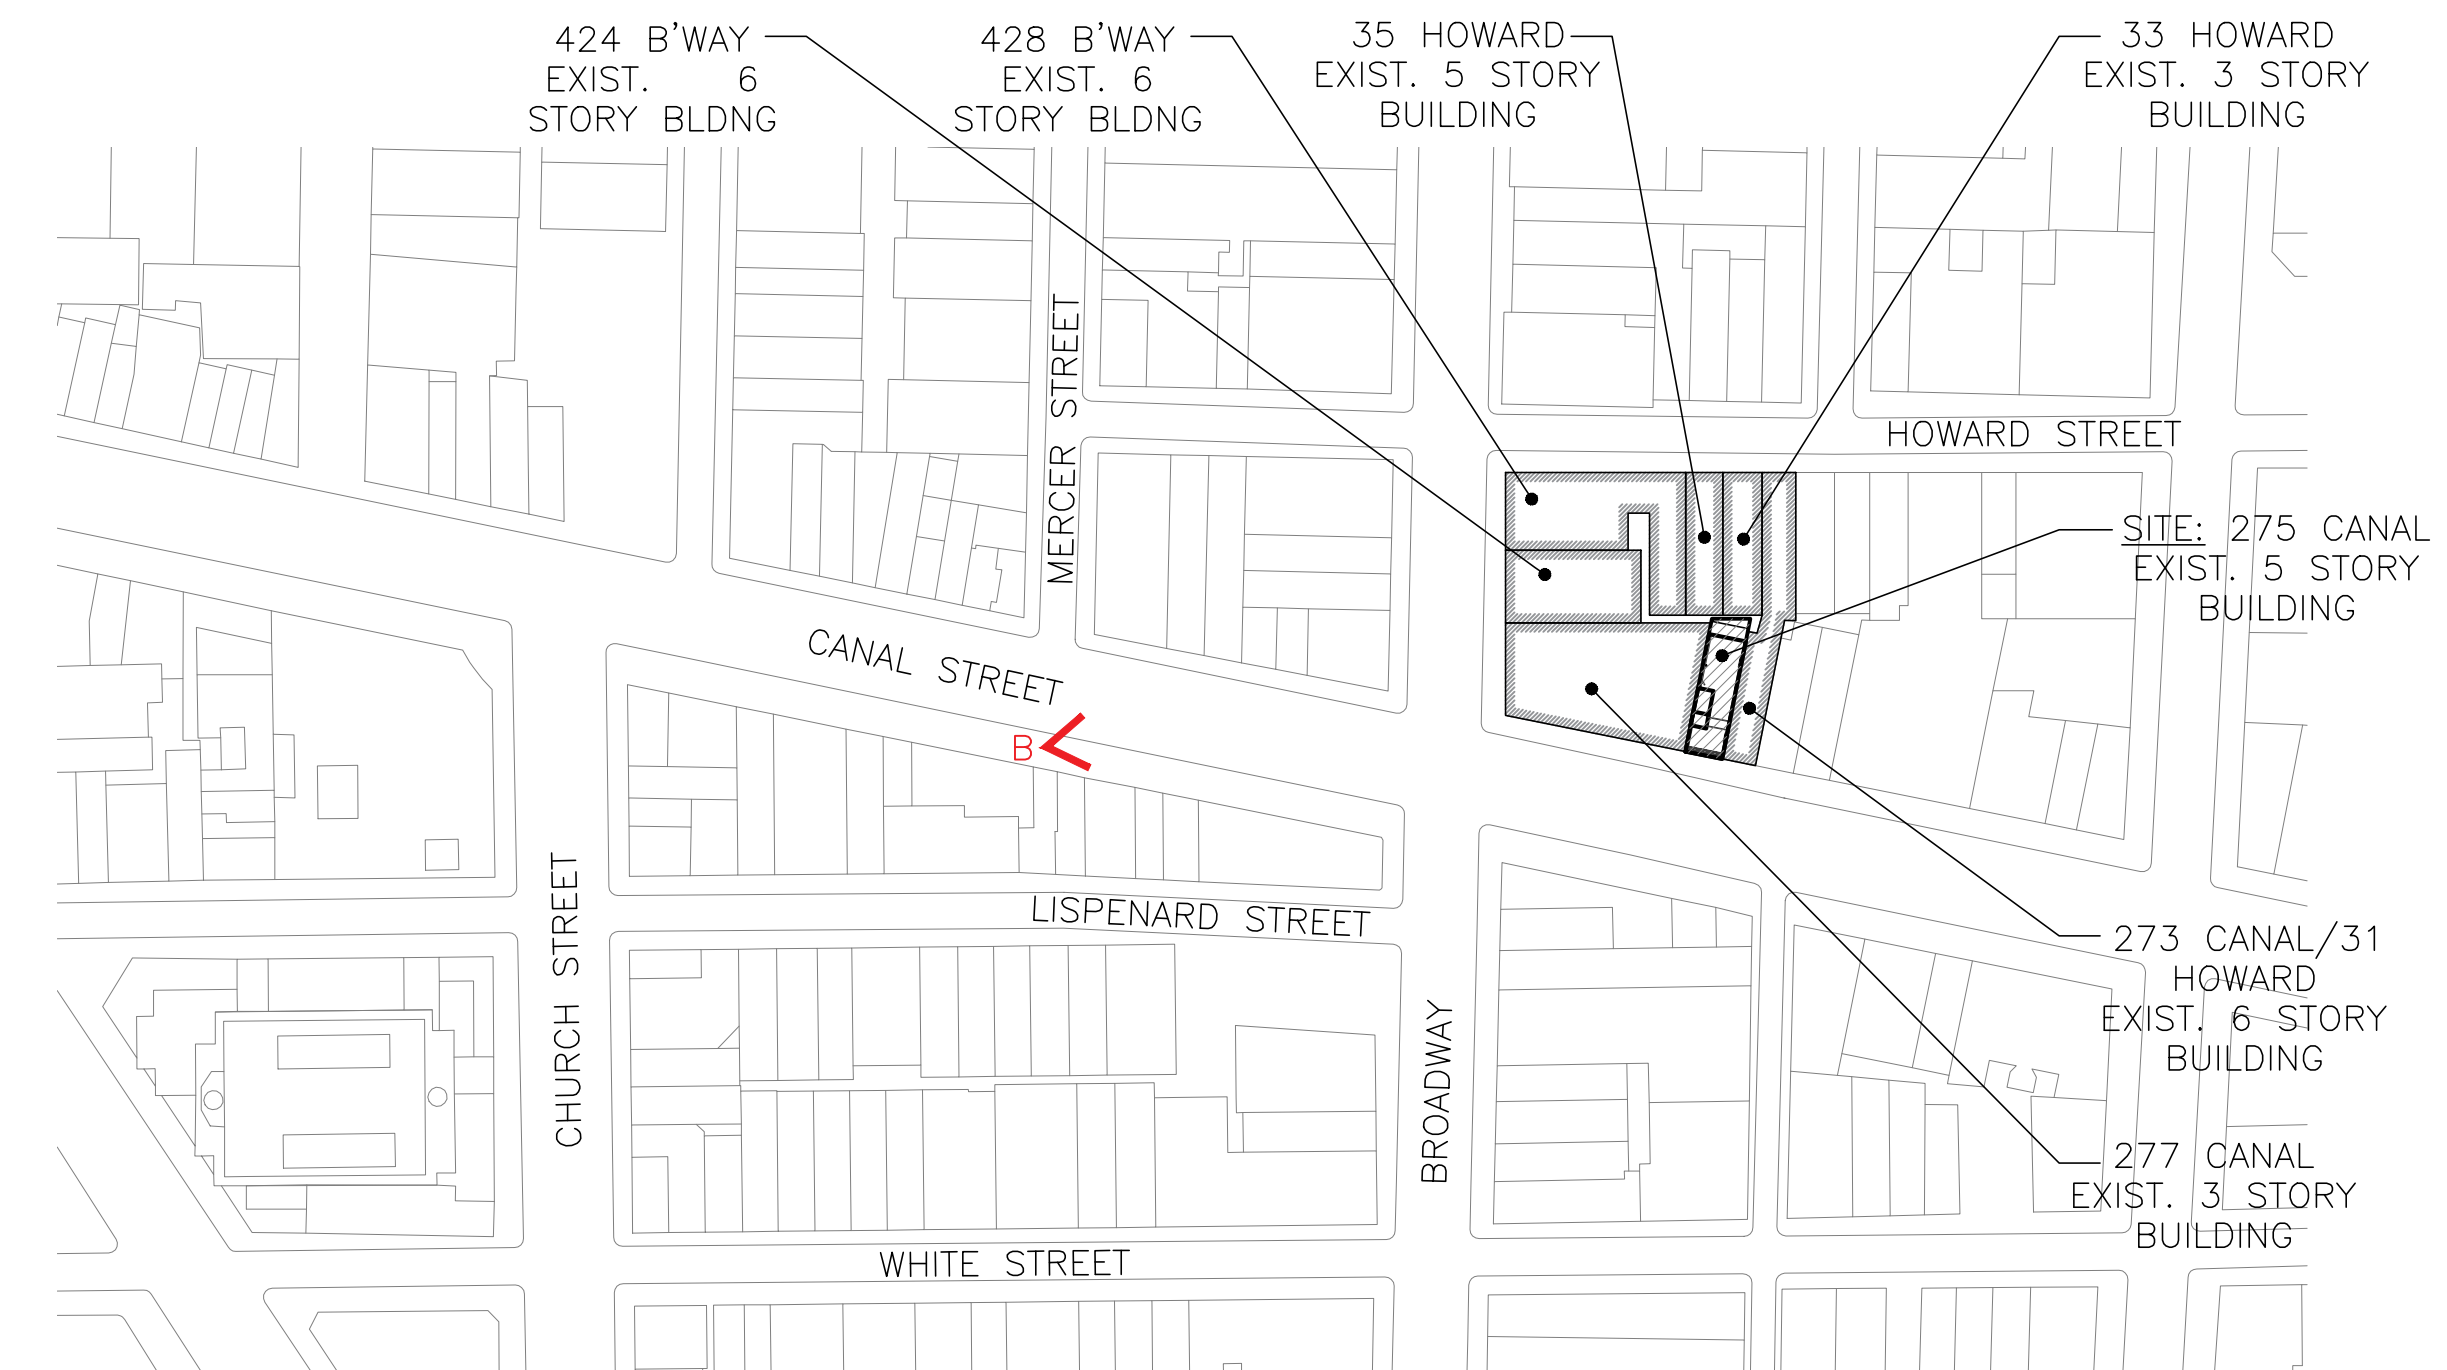 424 B'WAY
EXIST. 6
STORY BLDNG
428 B'WAY
EXIST. 6
STORY BLDNG
35 HOWARD
EXIST. 5 STORY
BUILDING
33 HOWARD
EXIST. 3 STORY
BUILDING
MERCER STREET
HOWARD STREET
SITE: 275 CANAL
EXIST. 5 STORY
BUILDING
CANAL STREET
B
CHURCH STREET
LISPENARD STREET
BROADWAY
273 CANAL/31
HOWARD
EXIST. 6 STORY
BUILDING
277 CANAL
EXIST. 3 STORY
BUILDING
WHITE STREET